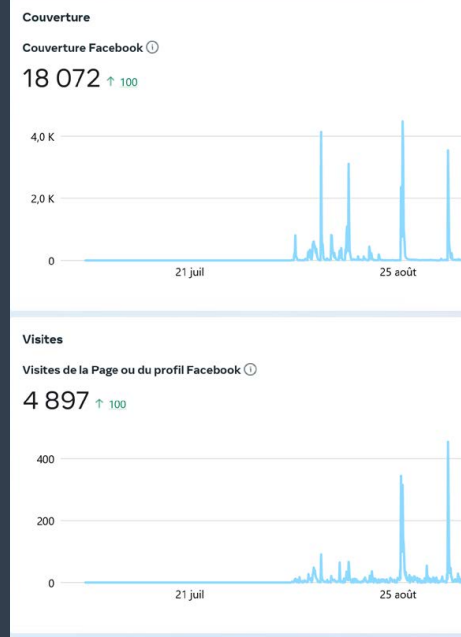 Couverture
Couverture Facebook
18 072 ↑ 100
4,0 K
2,0 K
0
21 juil 25 août
Visites
Visites de la Page ou du profil Facebook
4 897 ↑ 100
400
200
0
21 juil 25 août